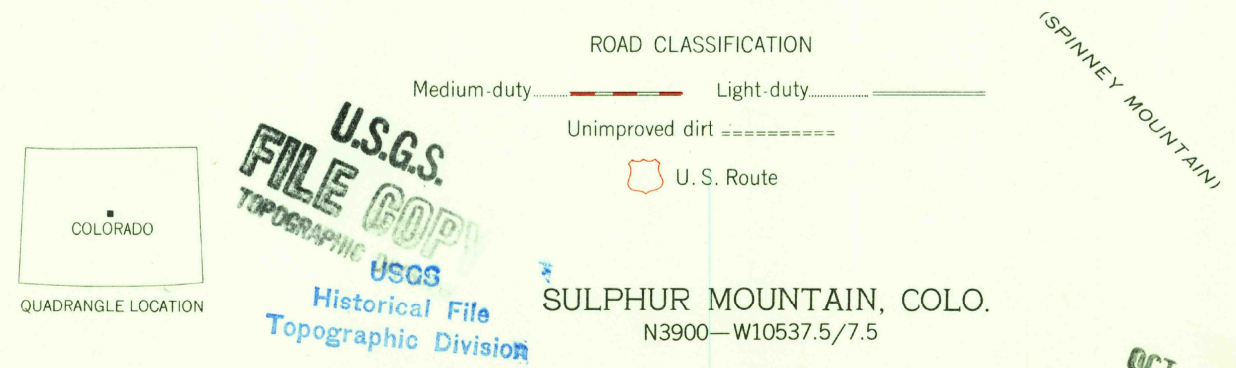 ROAD CLASSIFICATION
Medium-duty Light-duty
Unimproved dirt
U. S. Route
(SPINNEY MOUNTAIN)
COLORADO
QUADRANGLE LOCATION
U.S.G.S.
FILE COPY
TOPOGRAPHIC
USGS
Historical File
Topographic Division
SULPHUR MOUNTAIN, COLO.
N3900—W10537.5/7.5
OCT